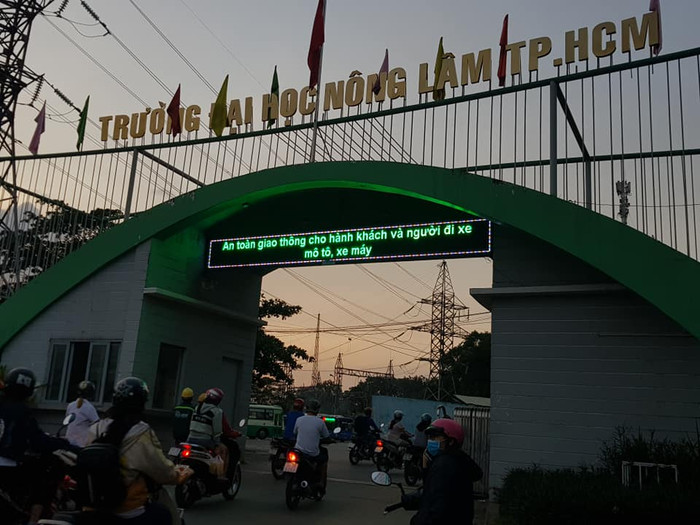 TRƯỜNG ĐẠI HỌC NÔNG LÂM TP.HCM
An toàn giao thông cho hành khách và người đi xe
mô tô, xe máy